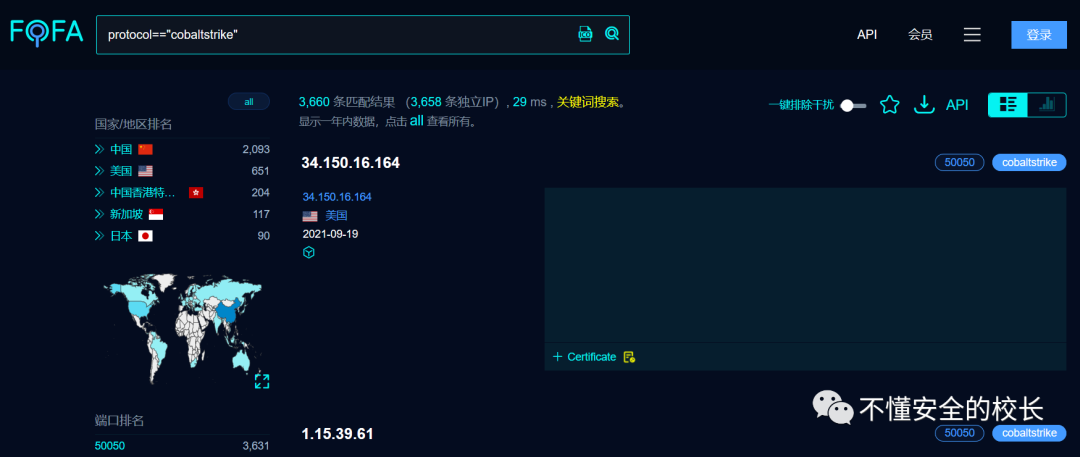 FOFA
protocol=="cobaltstrike"
API
会员
登录
all
3,660 条匹配结果 （3,658 条独立IP），29 ms，关键词搜索。
显示一年内数据，点击 all 查看所有。
一键排除干扰
API
国家/地区排名
中国 2,093
美国 651
中国香港特... 204
新加坡 117
日本 90
端口排名
50050 3,631
34.150.16.164
50050 cobaltstrike
34.150.16.164
美国
2021-09-19
+ Certificate
1.15.39.61
50050 cobaltstrike
不懂安全的校长